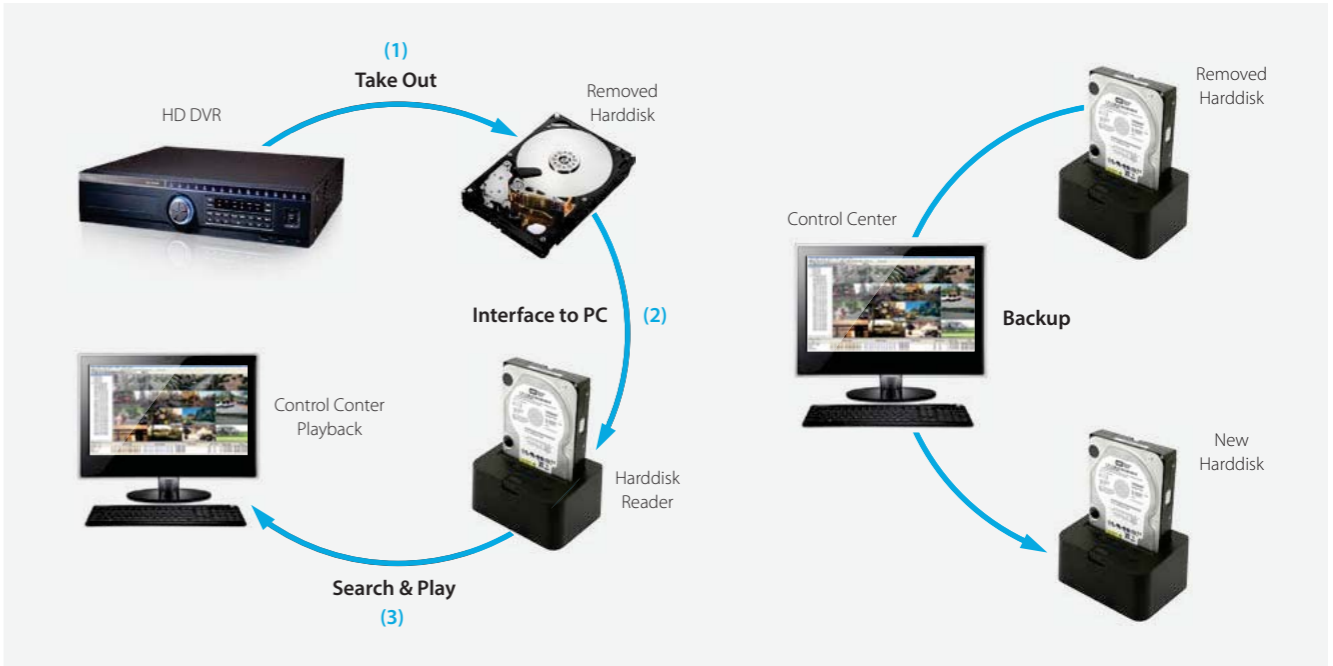 (1)
Take Out
HD DVR
Removed
Harddisk
Interface to PC
(2)
Harddisk
Reader
Control Conter
Playback
Search & Play
(3)
Removed
Harddisk
Control Center
Backup
New
Harddisk